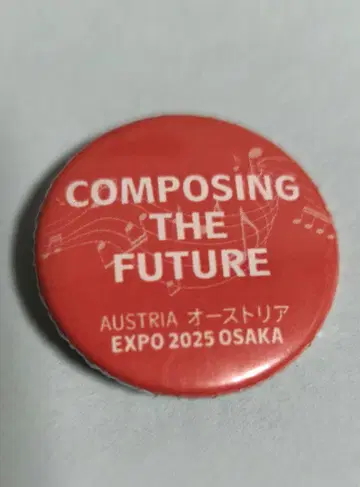 COMPOSING
THE
FUTURE
AUSTRIA オーストリア
EXPO 2025 OSAKA